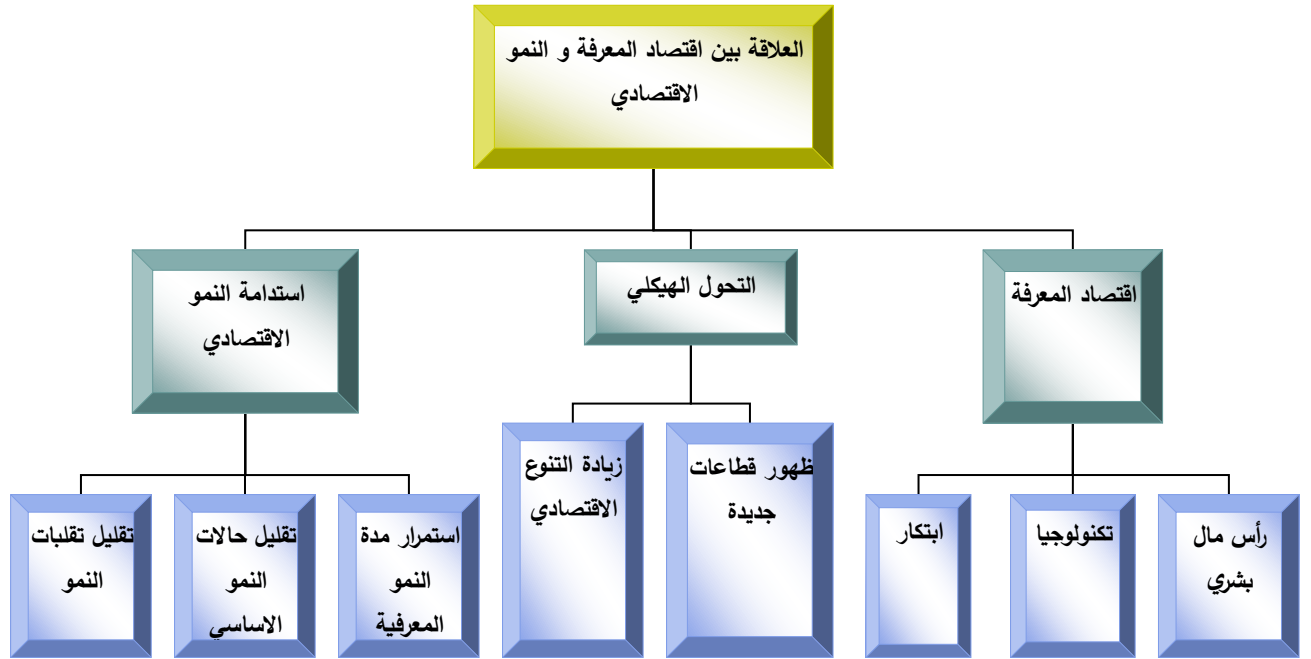 العلاقة بين اقتصاد المعرفة و النمو
الاقتصادي
اقتصاد المعرفة
التحول الهيكلي
استدامة النمو
الاقتصادي
رأس مال
بشري
تكنولوجيا
ابتكار
ظهور قطاعات
جديدة
زيادة التنوع
الاقتصادي
استمرار مدة
النمو
المعرفية
تقليل حالات
النمو
الاساسي
تقليل تقلبات
النمو